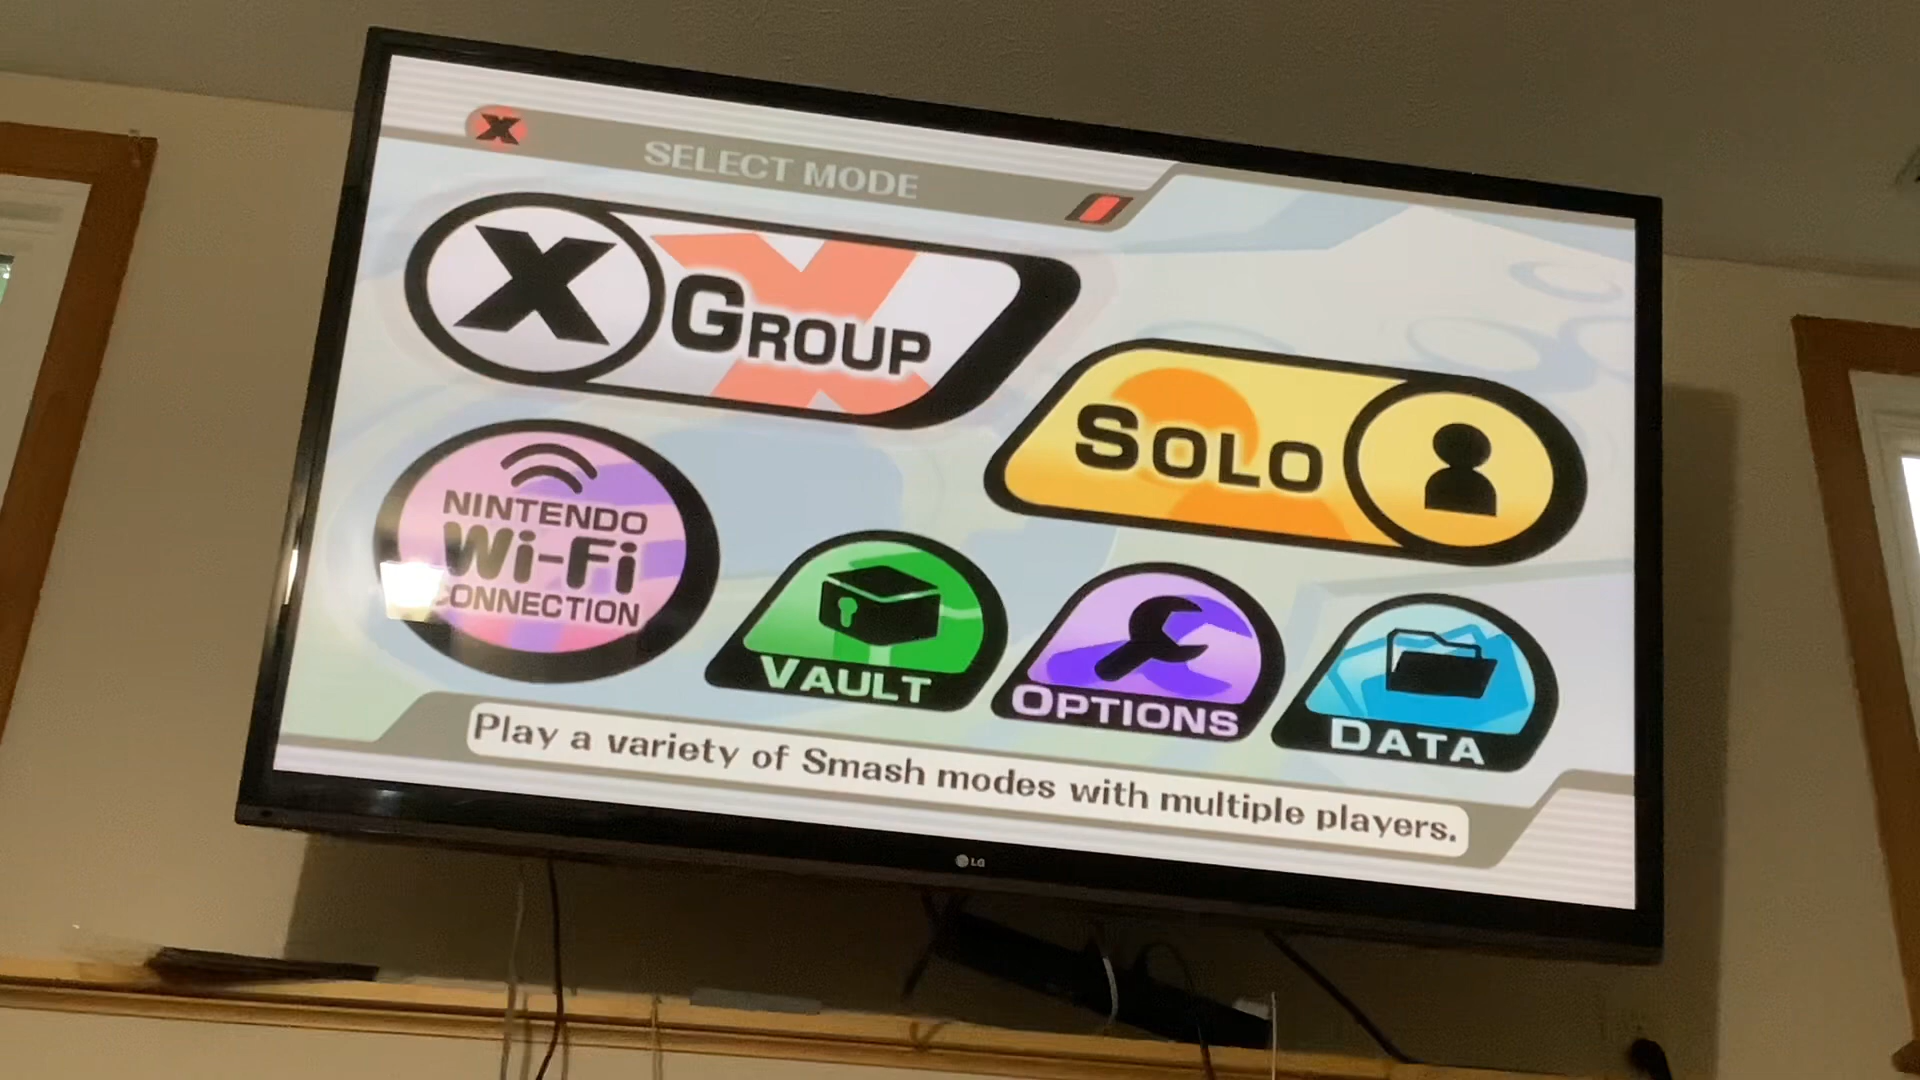 SELECT MODE
X GROUP
SOLO
NINTENDO
Wi-Fi
CONNECTION
VAULT
OPTIONS
DATA
Play a variety of Smash modes with multiple players.
LG